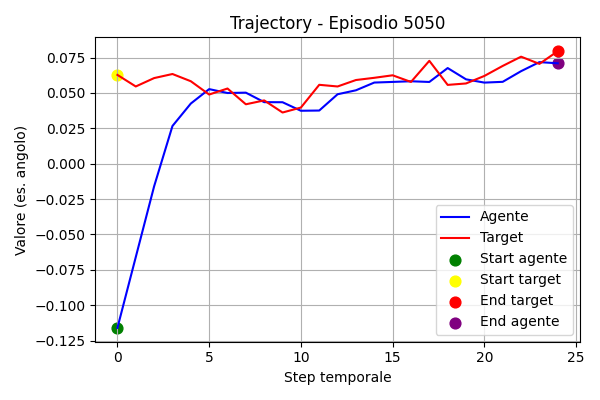 Trajectory - Episodio 5050
Valore (es. angolo)
0.075
0.050
0.025
0.000
−0.025
−0.050
−0.075
−0.100
−0.125
0 5 10 15 20 25
Step temporale
Agente
Target
Start agente
Start target
End target
End agente